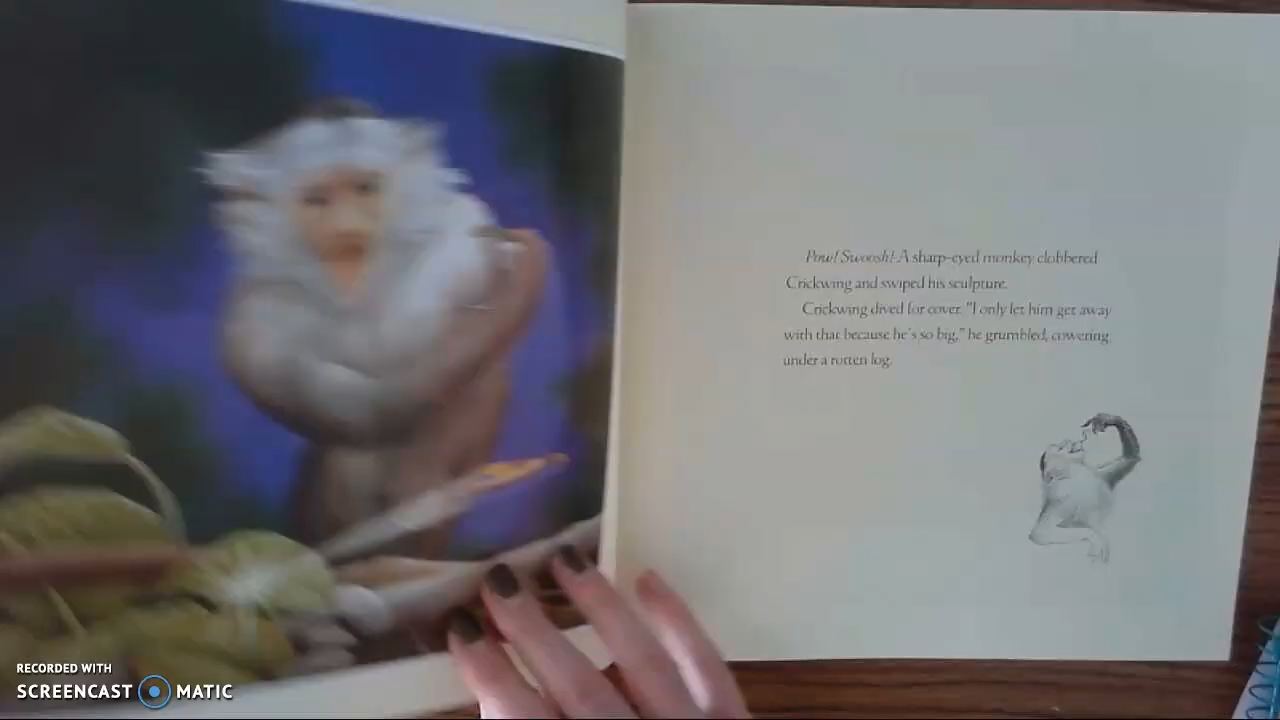 Pow! Swoosh! A sharp-eyed monkey clobbered
Crickwing and swiped his sculpture.
Crickwing dived for cover. "I only let him get away
with that because he's so big," he grumbled, cowering
under a rotten log.
RECORDED WITH
SCREENCAST MATIC